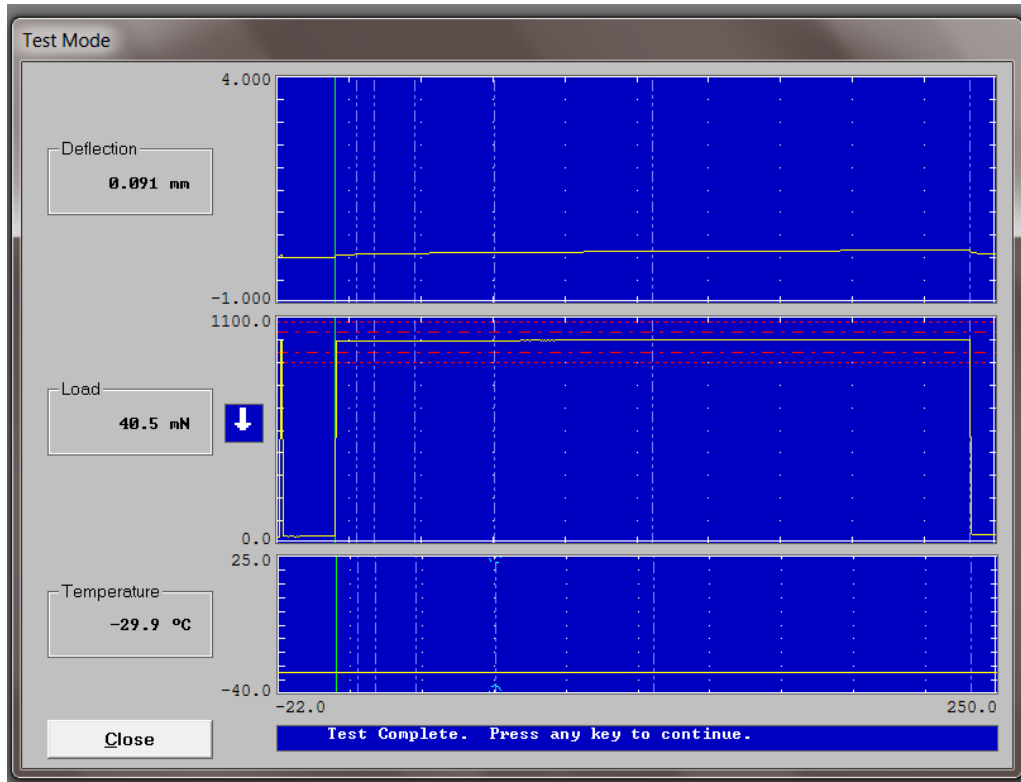 Test Mode
4.000
Deflection
0.091 mm
-1.000
1100.0
Load
40.5 mN
0.0
25.0
Temperature
-29.9 ºC
-40.0
-22.0
250.0
Close
Test Complete. Press any key to continue.